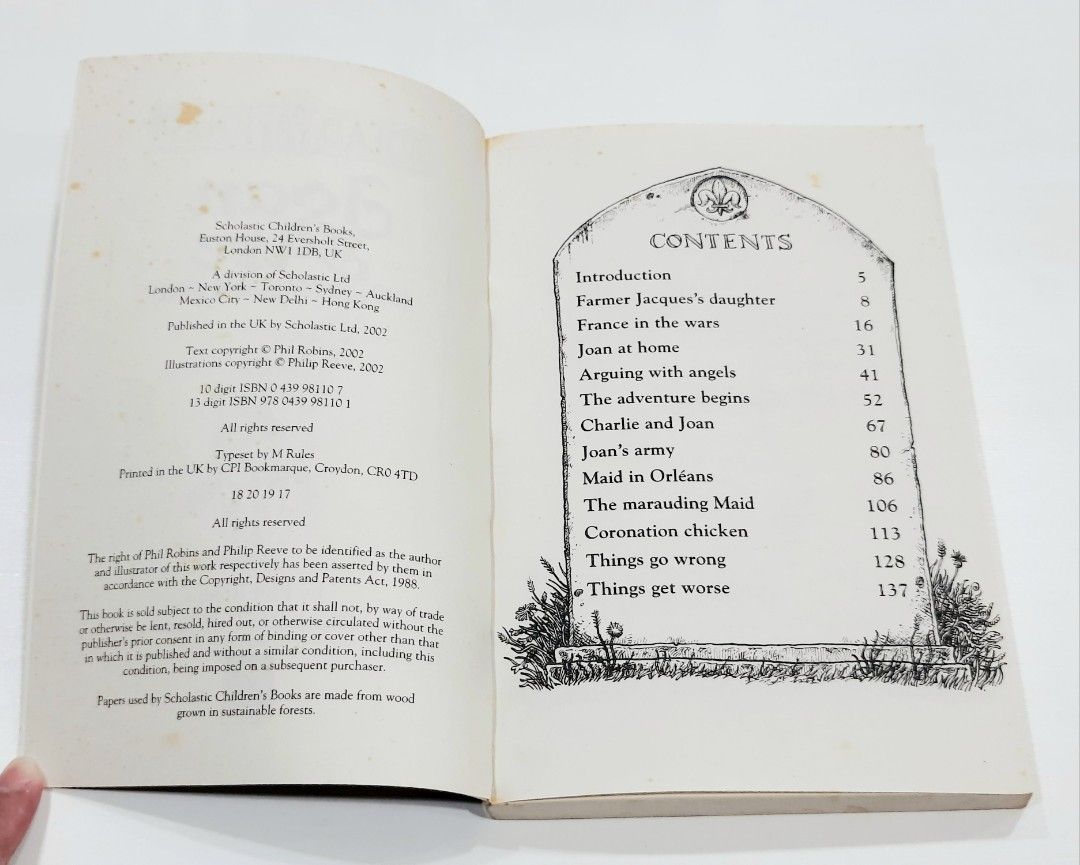 Scholastic Children's Books,
Euston House, 24 Eversholt Street,
London NW1 1DB, UK
A division of Scholastic Ltd
London ~ New York ~ Toronto ~ Sydney ~ Auckland
Mexico City ~ New Delhi ~ Hong Kong
Published in the UK by Scholastic Ltd, 2002
Text copyright © Phil Robins, 2002
Illustrations copyright © Philip Reeve, 2002
10 digit ISBN 0 439 98110 7
13 digit ISBN 978 0439 98110 1
All rights reserved
Typeset by M Rules
Printed in the UK by CPI Bookmarque, Croydon, CR0 4TD
18 20 19 17
All rights reserved
The right of Phil Robins and Philip Reeve to be identified as the author
and illustrator of this work respectively has been asserted by them in
accordance with the Copyright, Designs and Patents Act, 1988.
This book is sold subject to the condition that it shall not, by way of trade
or otherwise be lent, resold, hired out, or otherwise circulated without the
publisher's prior consent in any form of binding or cover other than that
in which it is published and without a similar condition, including this
condition, being imposed on a subsequent purchaser.
Papers used by Scholastic Children's Books are made from wood
grown in sustainable forests.
CONTENTS
Introduction 5
Farmer Jacques's daughter 8
France in the wars 16
Joan at home 31
Arguing with angels 41
The adventure begins 52
Charlie and Joan 67
Joan's army 80
Maid in Orléans 86
The marauding Maid 106
Coronation chicken 113
Things go wrong 128
Things get worse 137